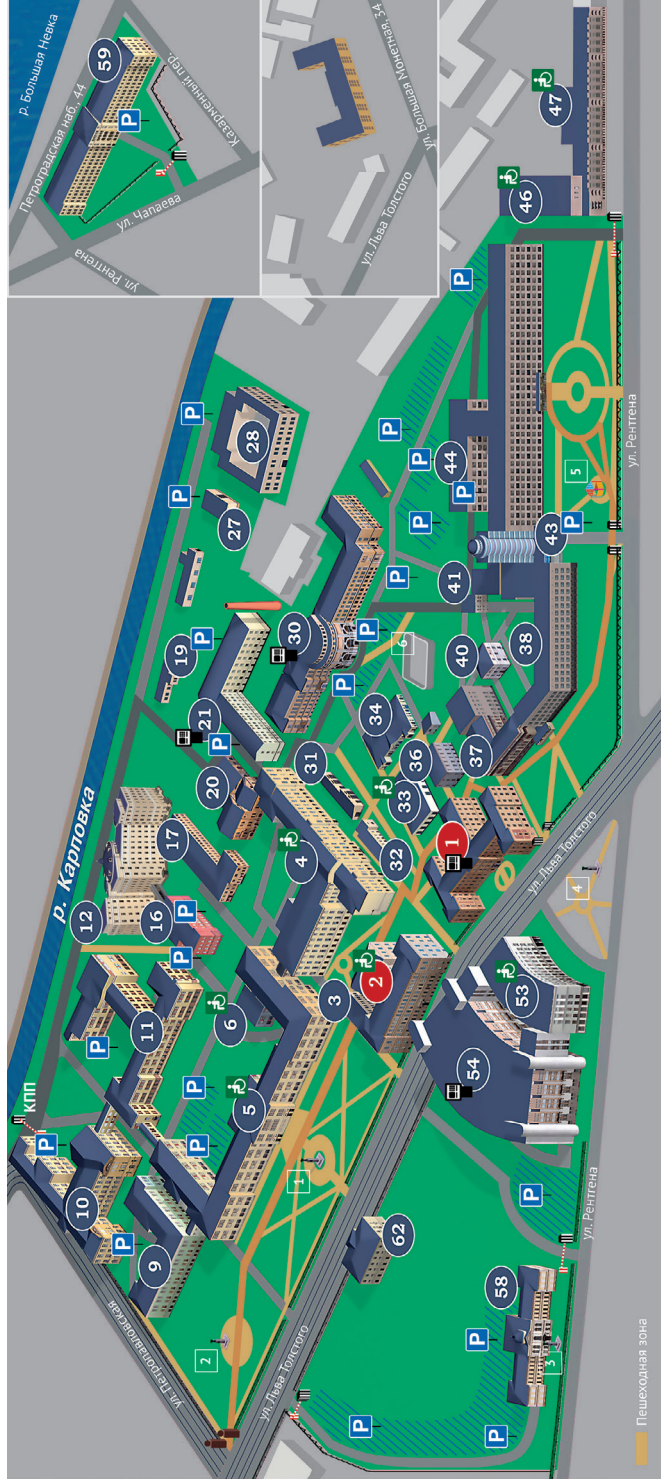 р. Большая Невка
Петроградская наб., 44
59
P
Казарменный пер.
ул. Чапаева
ул. Рентгена
ул. Большая Монетная, 34
ул. Льва Толстого
47
46
P
р. Карповка
P
28
P
27
P
P
P
44
P
5
ул. Рентгена
P
43
P
41
19
P
30
P
6
P
40
38
21
P
34
37
20
31
36
33
17
4
32
1
ул. Льва Толстого
4
12
16
P
P
3
2
53
6
11
P
5
P
P
54
КПП
P
10
P
9
1
62
P
ул. Рентгена
58
ул. Петропавловская
2
ул. Льва Толстого
P
3
P
P
Пешеходная зона